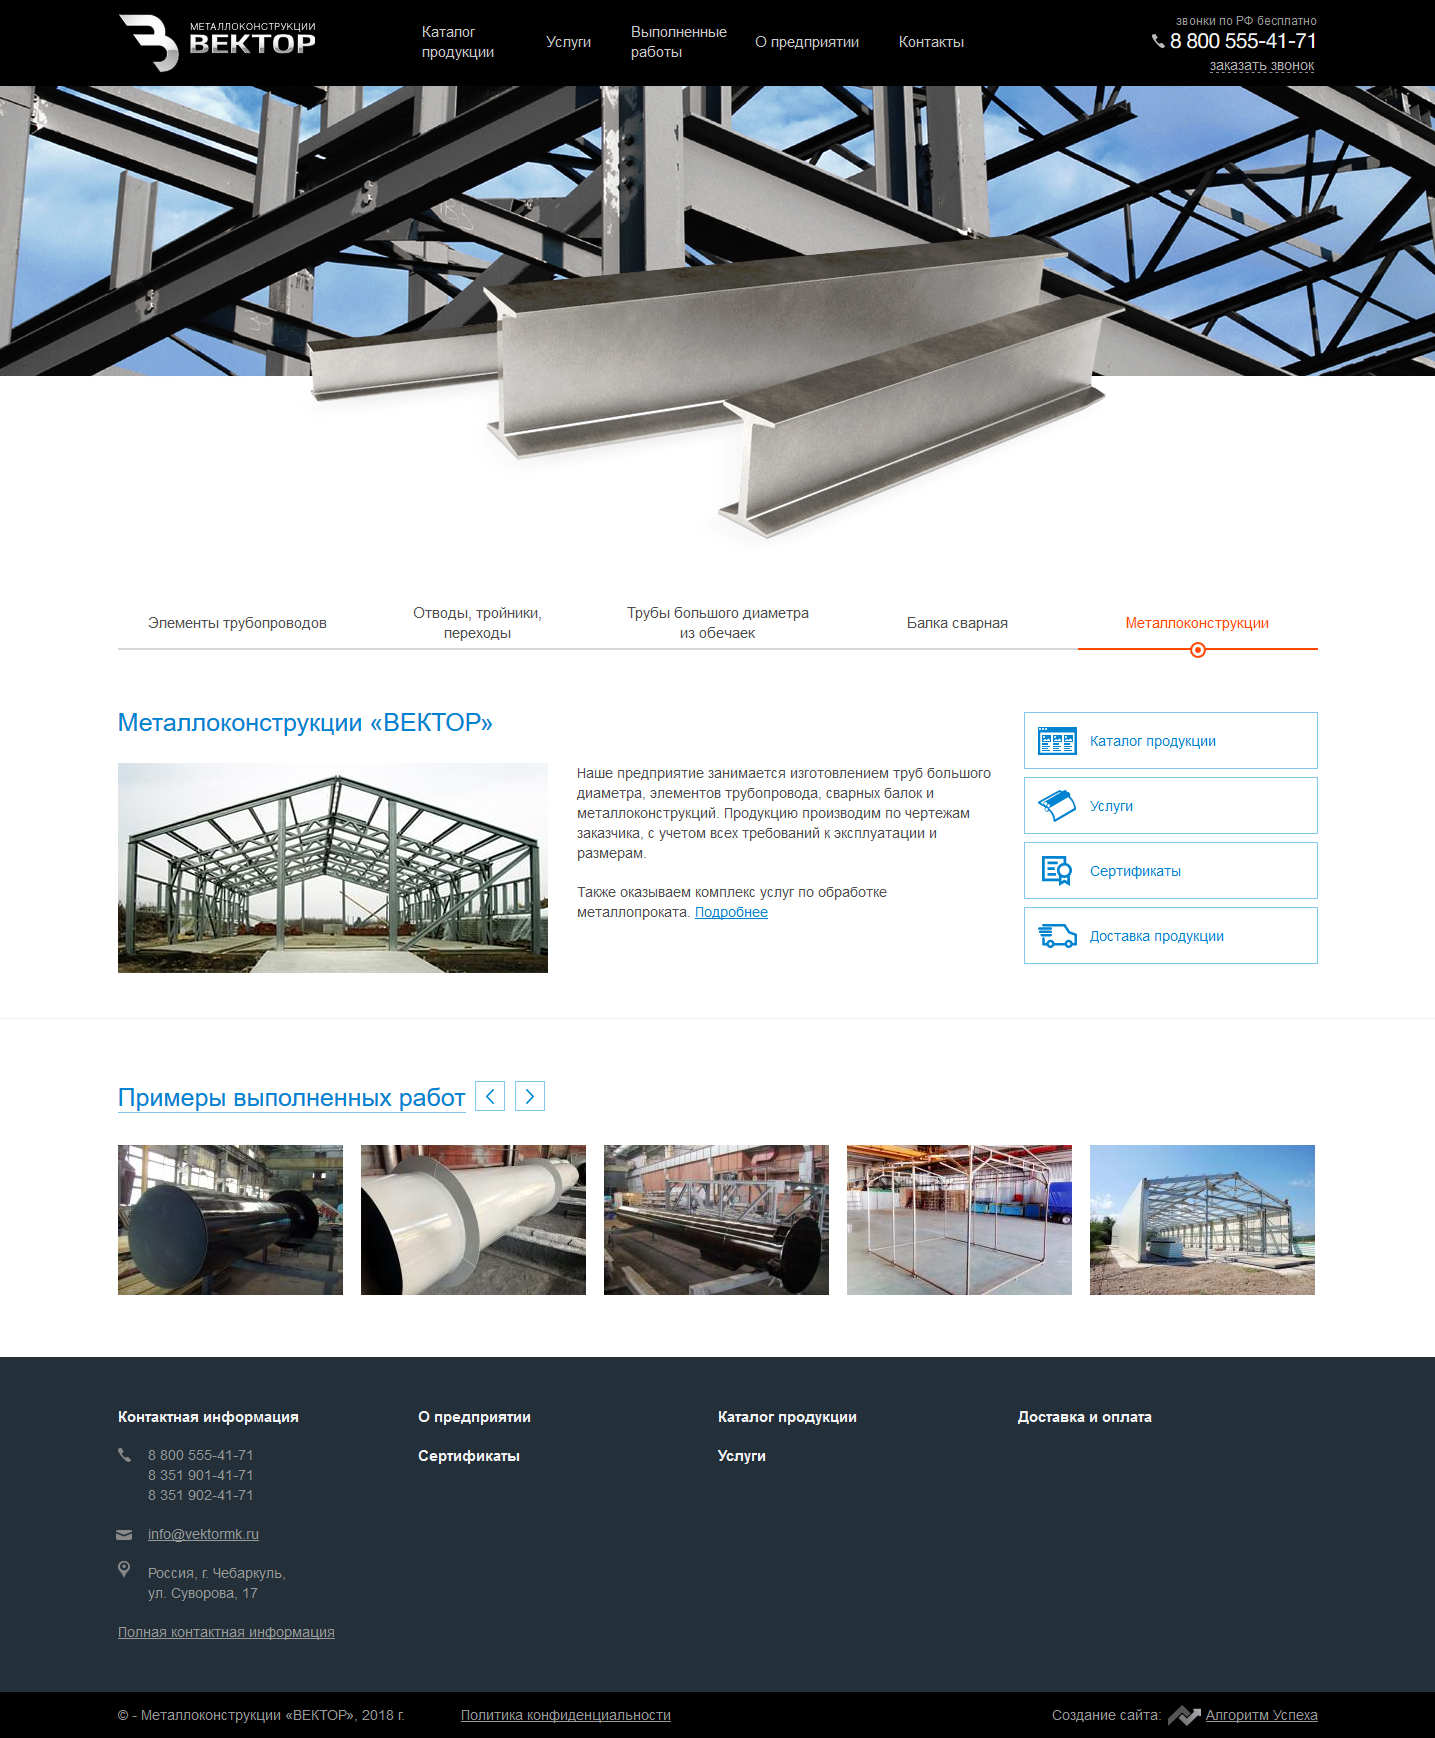 МЕТАЛЛОКОНСТРУКЦИИ
ВЕКТОР
Каталог
продукции
Услуги
Выполненные
работы
О предприятии
Контакты
звонки по РФ бесплатно
8 800 555-41-71
заказать звонок
Элементы трубопроводов
Отводы, тройники,
переходы
Трубы большого диаметра
из обечаек
Балка сварная
Металлоконструкции
Металлоконструкции «ВЕКТОР»
Наше предприятие занимается изготовлением труб большого
диаметра, элементов трубопровода, сварных балок и
металлоконструкций. Продукцию производим по чертежам
заказчика, с учетом всех требований к эксплуатации и
размерам.
Также оказываем комплекс услуг по обработке
металлопроката. Подробнее
Каталог продукции
Услуги
Сертификаты
Доставка продукции
Примеры выполненных работ
Контактная информация
8 800 555-41-71
8 351 901-41-71
8 351 902-41-71
info@vektormk.ru
Россия, г. Чебаркуль,
ул. Суворова, 17
Полная контактная информация
О предприятии
Сертификаты
Каталог продукции
Услуги
Доставка и оплата
© - Металлоконструкции «ВЕКТОР», 2018 г.
Политика конфиденциальности
Создание сайта:
Алгоритм Успеха